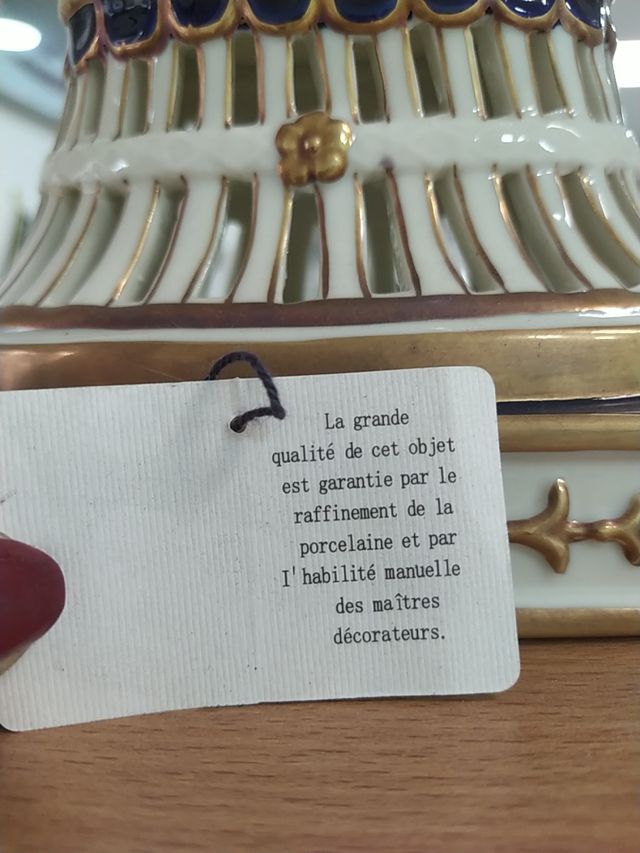 La grande
qualité de cet objet
est garantie par le
raffinement de la
porcelaine et par
I'habilité manuelle
des maîtres
décorateurs.